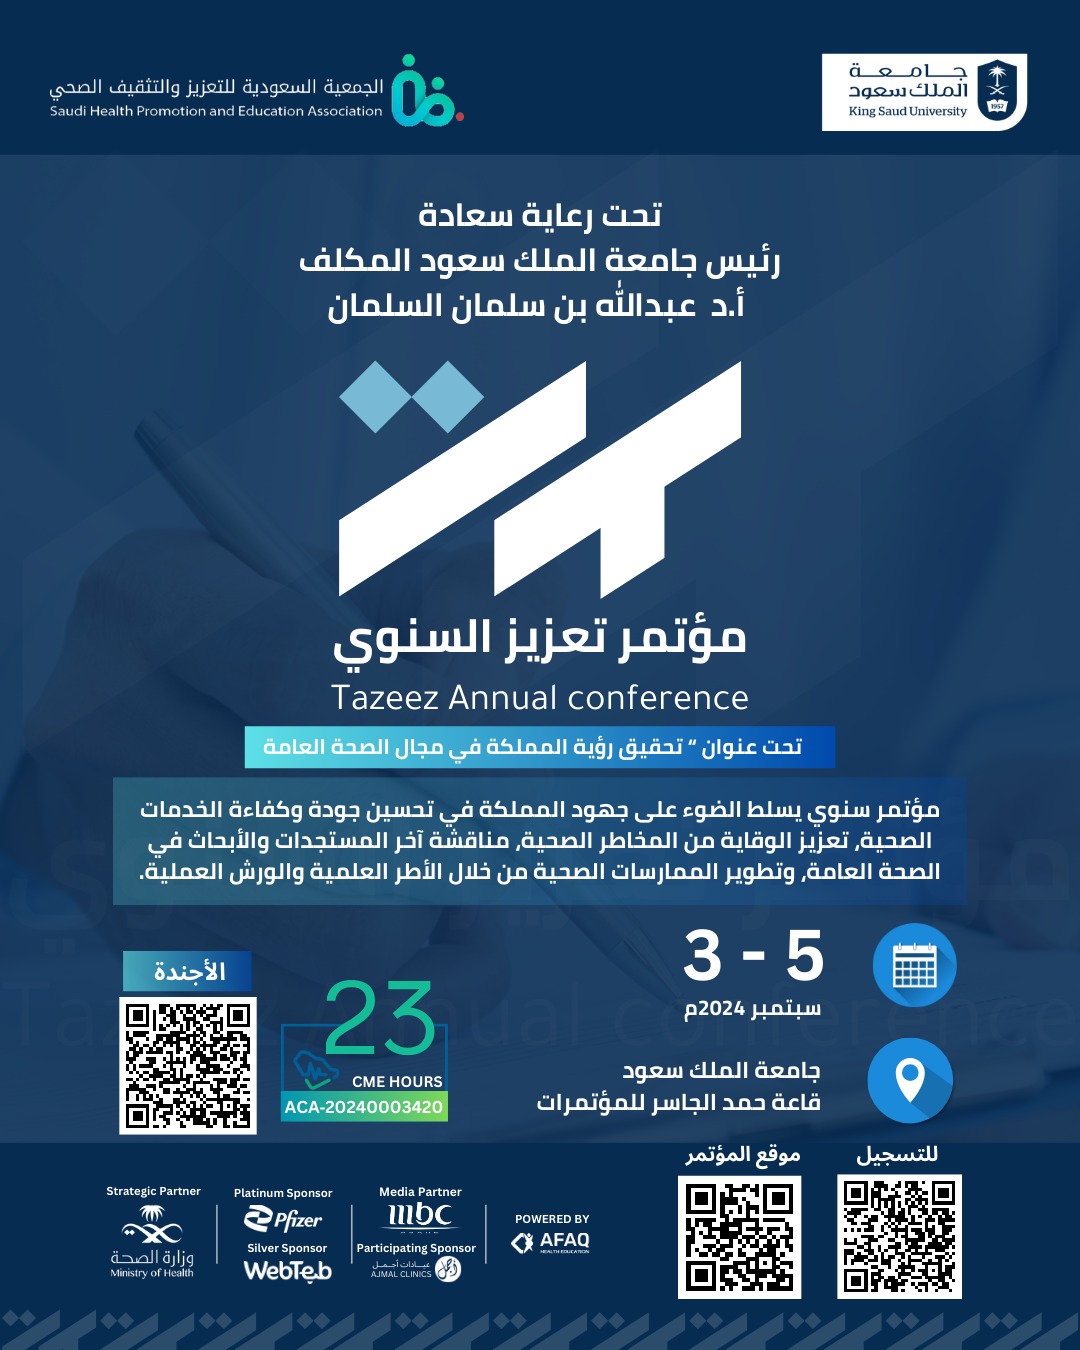 الجمعية السعودية للتعزيز والتثقيف الصحي
Saudi Health Promotion and Education Association
جامعة
الملك سعود
King Saud University
1957
تحت رعاية سعادة
رئيس جامعة الملك سعود المكلف
أ.د عبدالله بن سلمان السلمان
مؤتمر تعزيز السنوي
Tazeez Annual conference
تحت عنوان “ تحقيق رؤية المملكة في مجال الصحة العامة
مؤتمر سنوي يسلط الضوء على جهود المملكة في تحسين جودة وكفاءة الخدمات
الصحية, تعزيز الوقاية من المخاطر الصحية, مناقشة آخر المستجدات والأبحاث في
الصحة العامة, وتطوير الممارسات الصحية من خلال الأطر العلمية والورش العملية.
3 - 5
سبتمبر 2024م
جامعة الملك سعود
قاعة حمد الجاسر للمؤتمرات
الأجندة
23
CME HOURS
ACA-20240003420
للتسجيل
موقع المؤتمر
Strategic Partner
وزارة الصحة
Ministry of Health
Platinum Sponsor
Pfizer
Silver Sponsor
WebTeb
Media Partner
mbc
GROUP
Participating Sponsor
عيادات أجمل
AJMAL CLINICS
POWERED BY
AFAQ
HEALTH EDUCATION